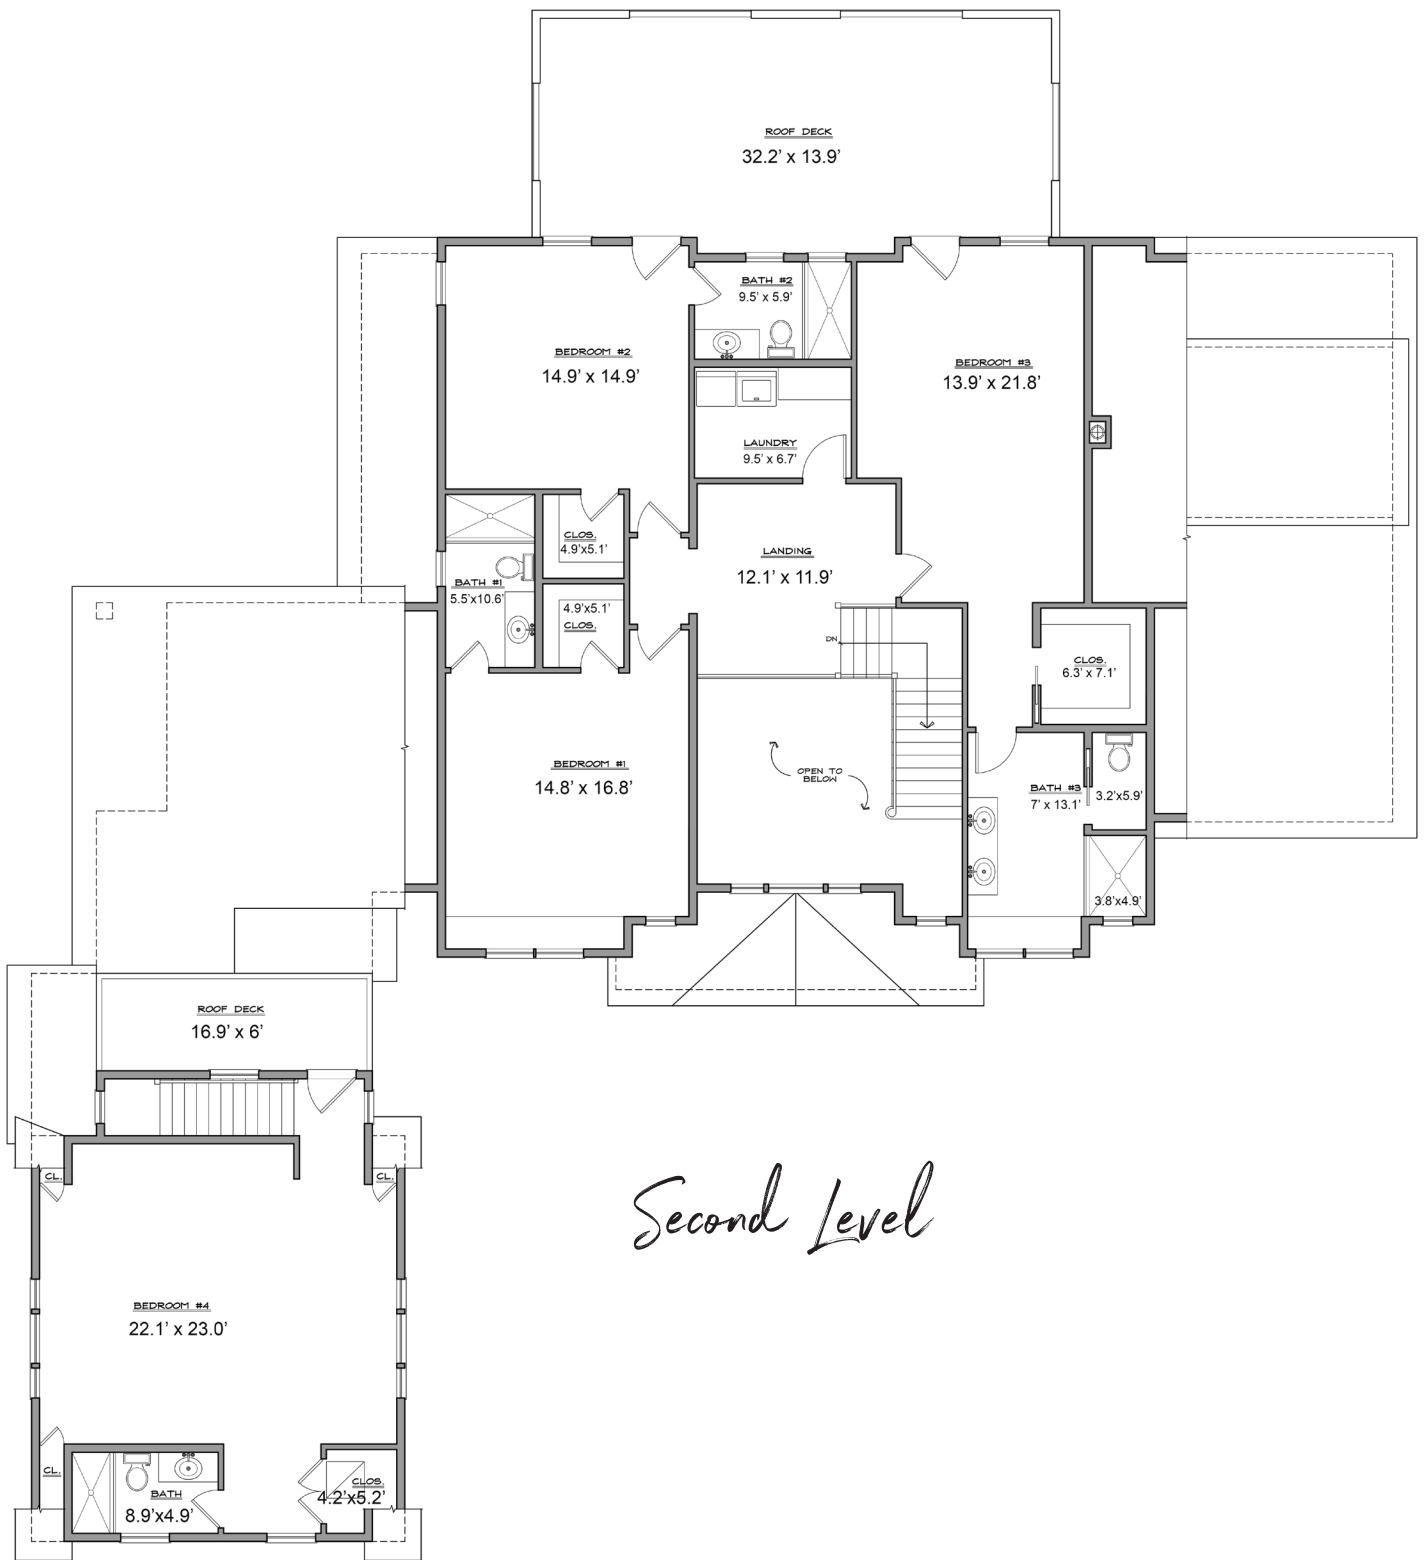 ROOF DECK
32.2’ x 13.9’
BATH #2
9.5’ x 5.9’
BEDROOM #2
14.9’ x 14.9’
BEDROOM #3
13.9’ x 21.8’
LAUNDRY
9.5’ x 6.7’
CLOS.
4.9’x5.1’
LANDING
12.1’ x 11.9’
BATH #1
5.5’x10.6’
4.9’x5.1’
CLOS.
DN
CLOS.
6.3’ x 7.1’
BEDROOM #1
14.8’ x 16.8’
OPEN TO
BELOW
BATH #3
7’ x 13.1’
3.2’x5.9’
3.8’x4.9’
ROOF DECK
16.9’ x 6’
CL.
CL.
Second Level
BEDROOM #4
22.1’ x 23.0’
CL.
BATH
8.9’x4.9’
CLOS.
4.2’x5.2’